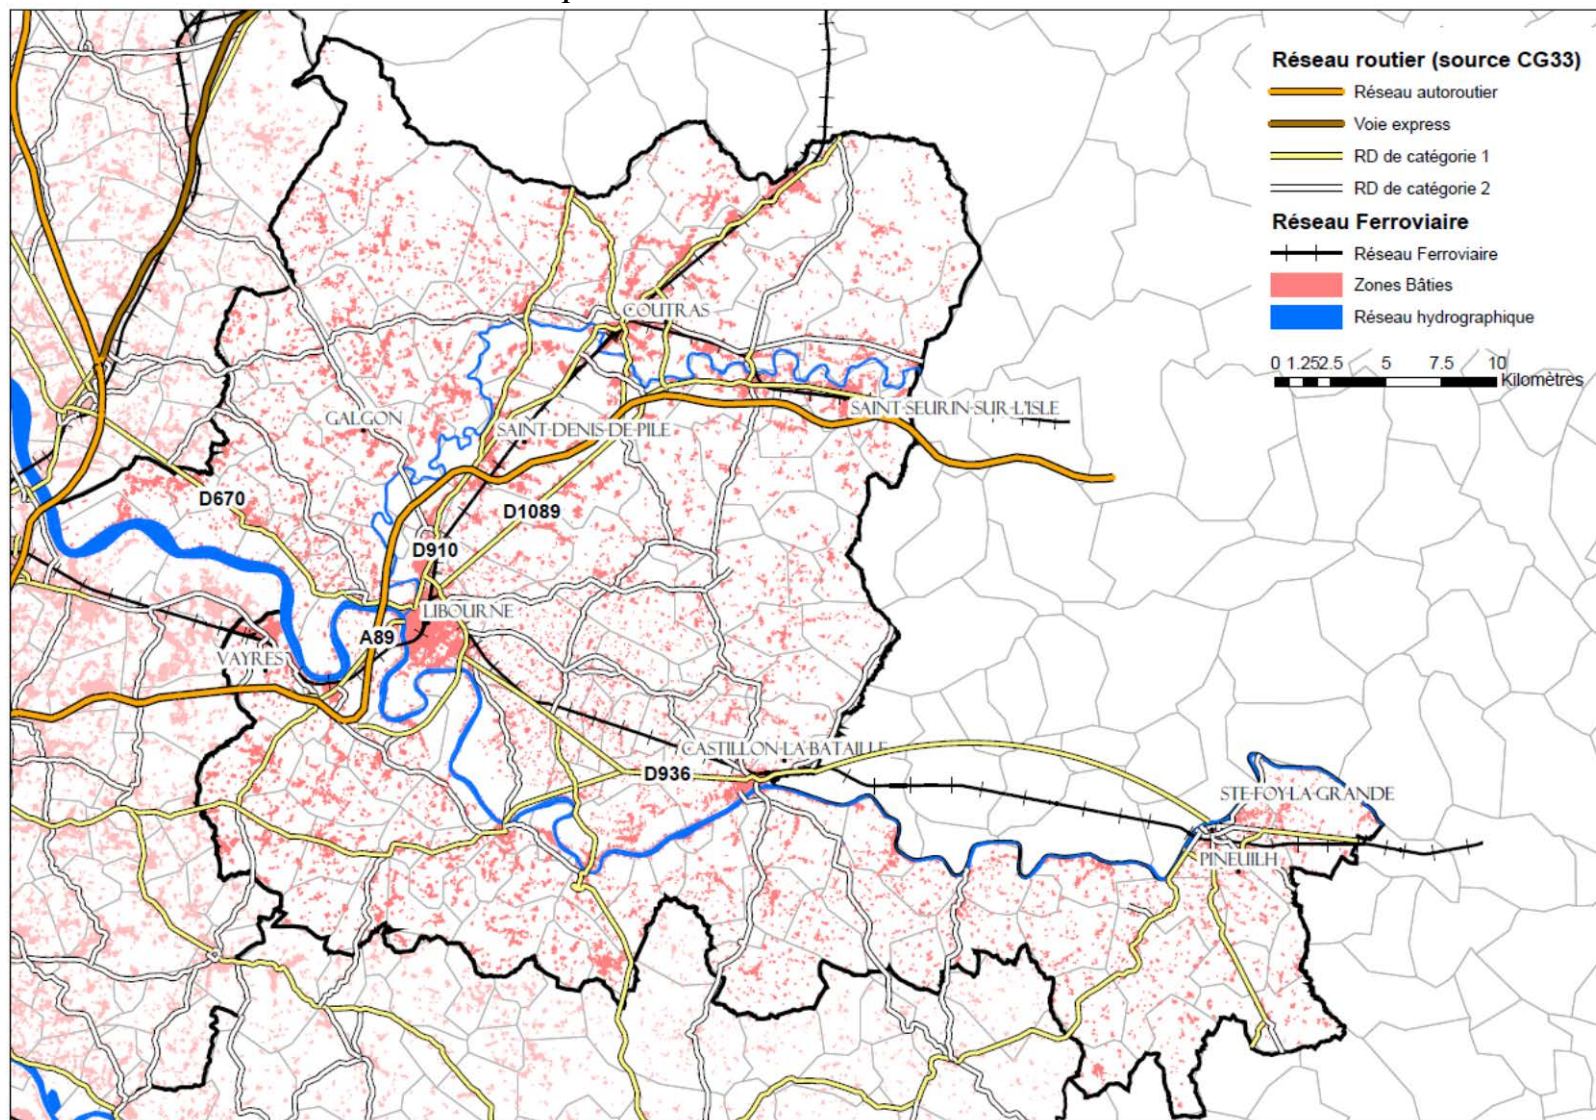 Réseau routier (source CG33)
Réseau autoroutier
Voie express
RD de catégorie 1
RD de catégorie 2
Réseau Ferroviaire
Réseau Ferroviaire
Zones Bâties
Réseau hydrographique
0 1.252.5 5 7.5 10
Kilomètres
COUTRAS
GALGON
SAINT-DENIS-DE-PILE
SAINT-SEURIN-SUR-L'ISLE
D670
D1089
D910
LIBOURNE
A89
VAYRES
CASTILLON-LA-BATAILLE
D936
STE-FOY-LA-GRANDE
PINEUILH